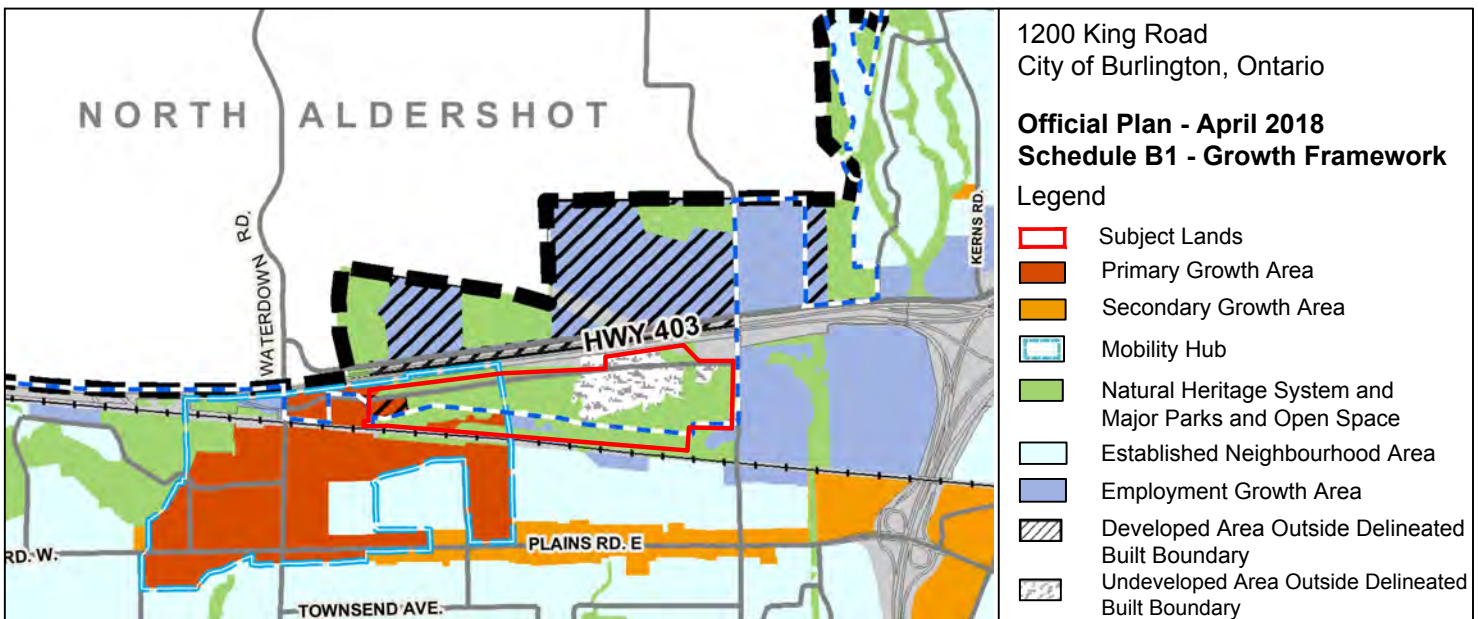 NORTH ALDERSHOT
WATERDOWN RD.
KERNS RD.
HWY 403
RD. W.
PLAINS RD. E
TOWNSEND AVE.
1200 King Road
City of Burlington, Ontario
Official Plan - April 2018
Schedule B1 - Growth Framework
Legend
Subject Lands
Primary Growth Area
Secondary Growth Area
Mobility Hub
Natural Heritage System and
Major Parks and Open Space
Established Neighbourhood Area
Employment Growth Area
Developed Area Outside Delineated
Built Boundary
Undeveloped Area Outside Delineated
Built Boundary